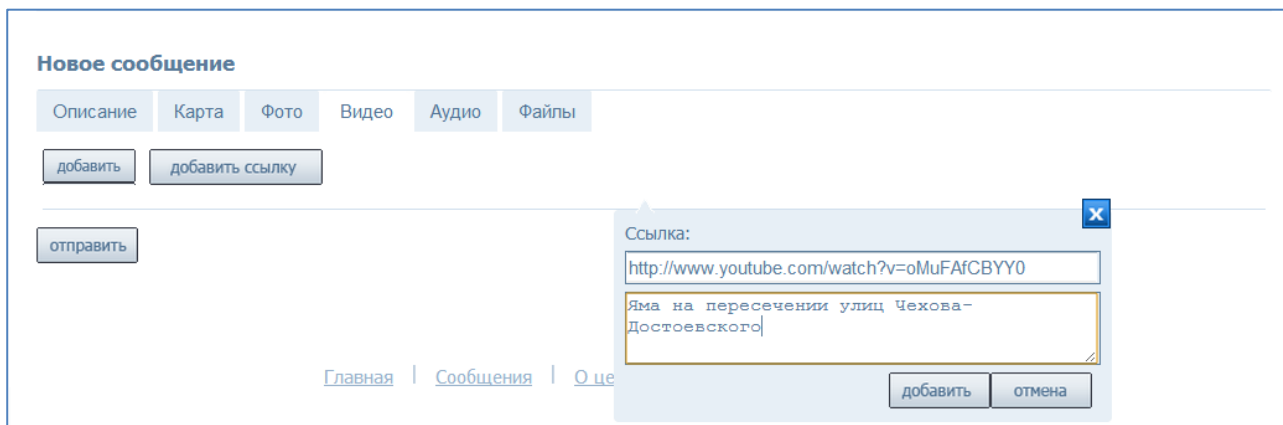 Новое сообщение
Описание Карта Фото Видео Аудио Файлы
добавить добавить ссылку
отправить
x
Ссылка:
http://www.youtube.com/watch?v=oMuFAfCBYY0
Яма на пересечении улиц Чехова-
Достоевского
добавить отмена
Главная | Сообщения | О це